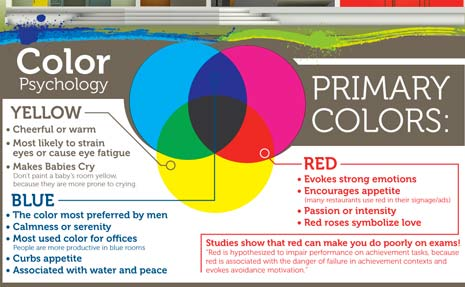 Color
Psychology
PRIMARY
COLORS:
YELLOW
• Cheerful or warm
• Most likely to strain
eyes or cause eye fatigue
• Makes Babies Cry
Don't paint a baby's room yellow,
because they are more prone to crying.
BLUE
• The color most preferred by men
• Calmness or serenity
• Most used color for offices
People are more productive in blue rooms
• Curbs appetite
• Associated with water and peace
RED
• Evokes strong emotions
• Encourages appetite
(many restaurants use red in their signage/ads)
• Passion or intensity
• Red roses symbolize love
Studies show that red can make you do poorly on exams!
"Red is hypothesized to impair performance on achievement tasks, because
red is associated with the danger of failure in achievement contexts and
evokes avoidance motivation."